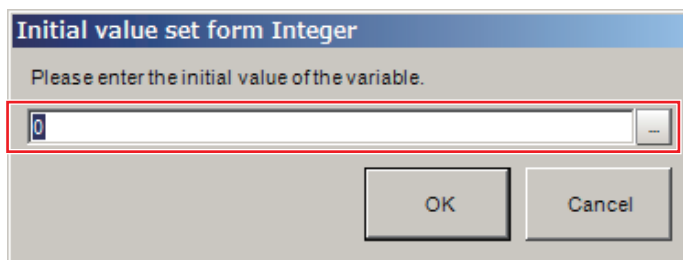 Initial value set form Integer
Please enter the initial value of the variable.
0
...
OK
Cancel